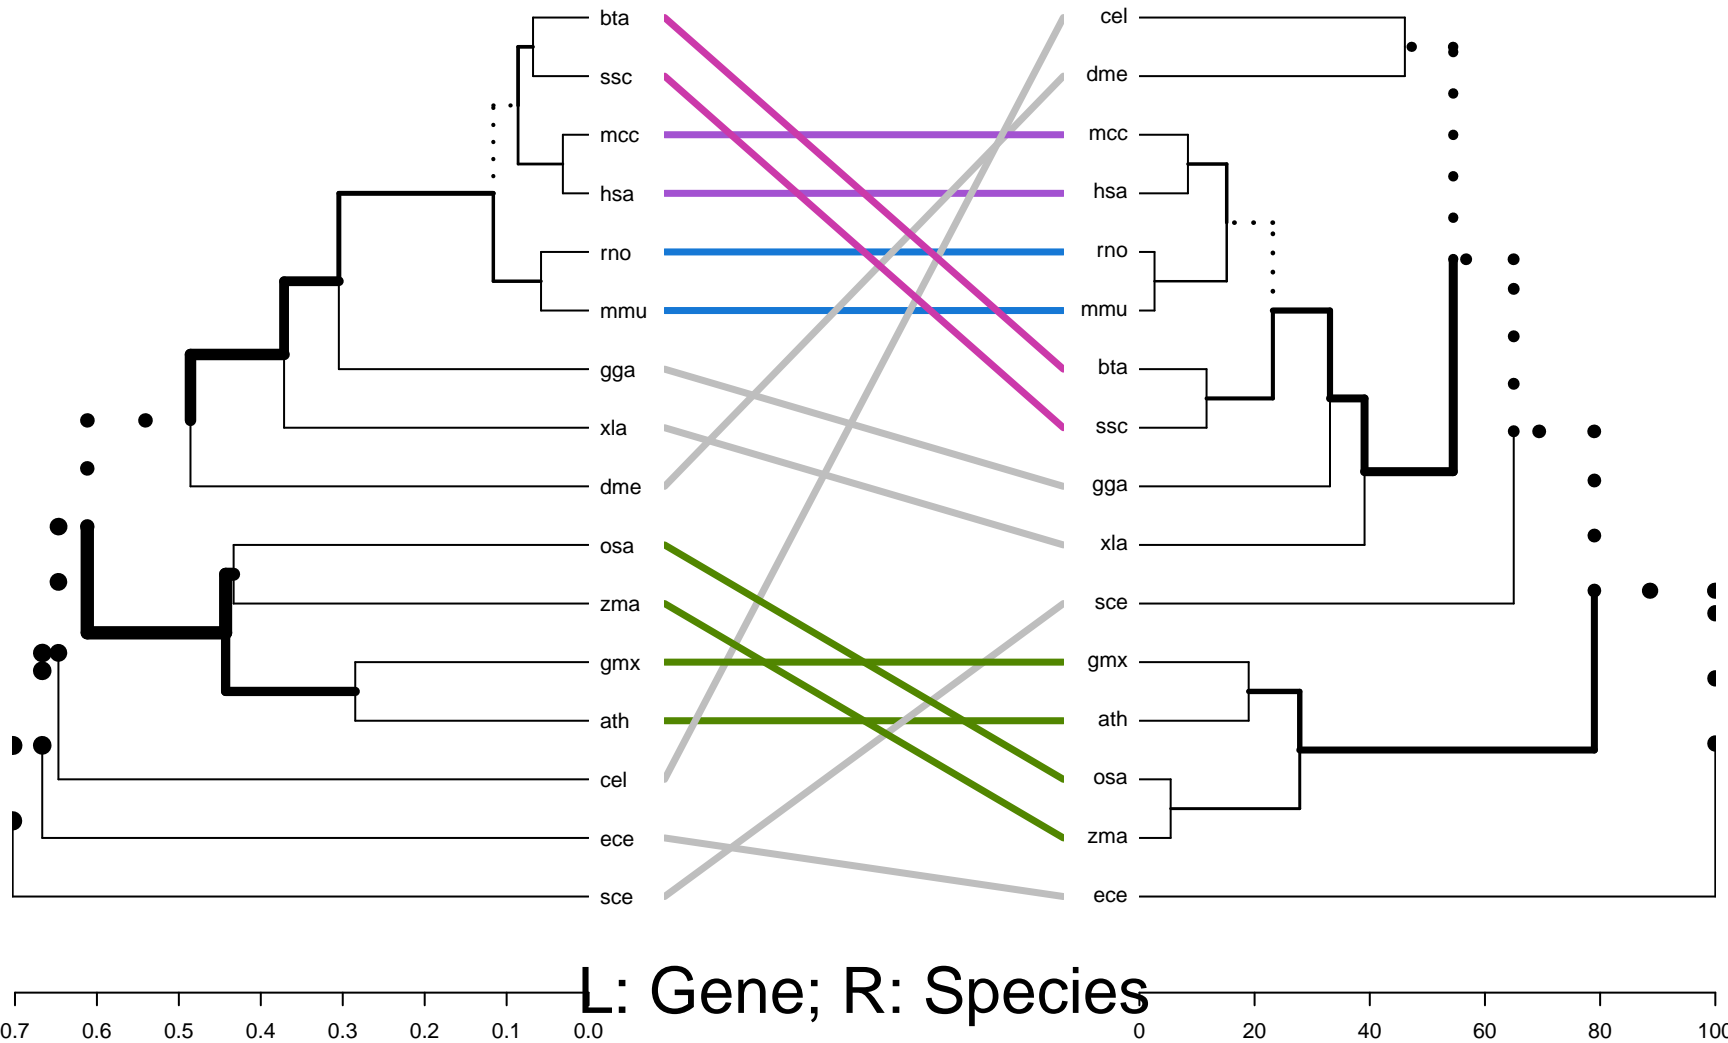 bta cel
ssc dme
mcc mcc
hsa hsa
rno rno
mmu mmu
gga bta
xla ssc
dme gga
osa xla
zma sce
gmx gmx
ath ath
cel osa
ece zma
sce ece
L: Gene; R: Species
0.7 0.6 0.5 0.4 0.3 0.2 0.1 0.0 0 20 40 60 80 100